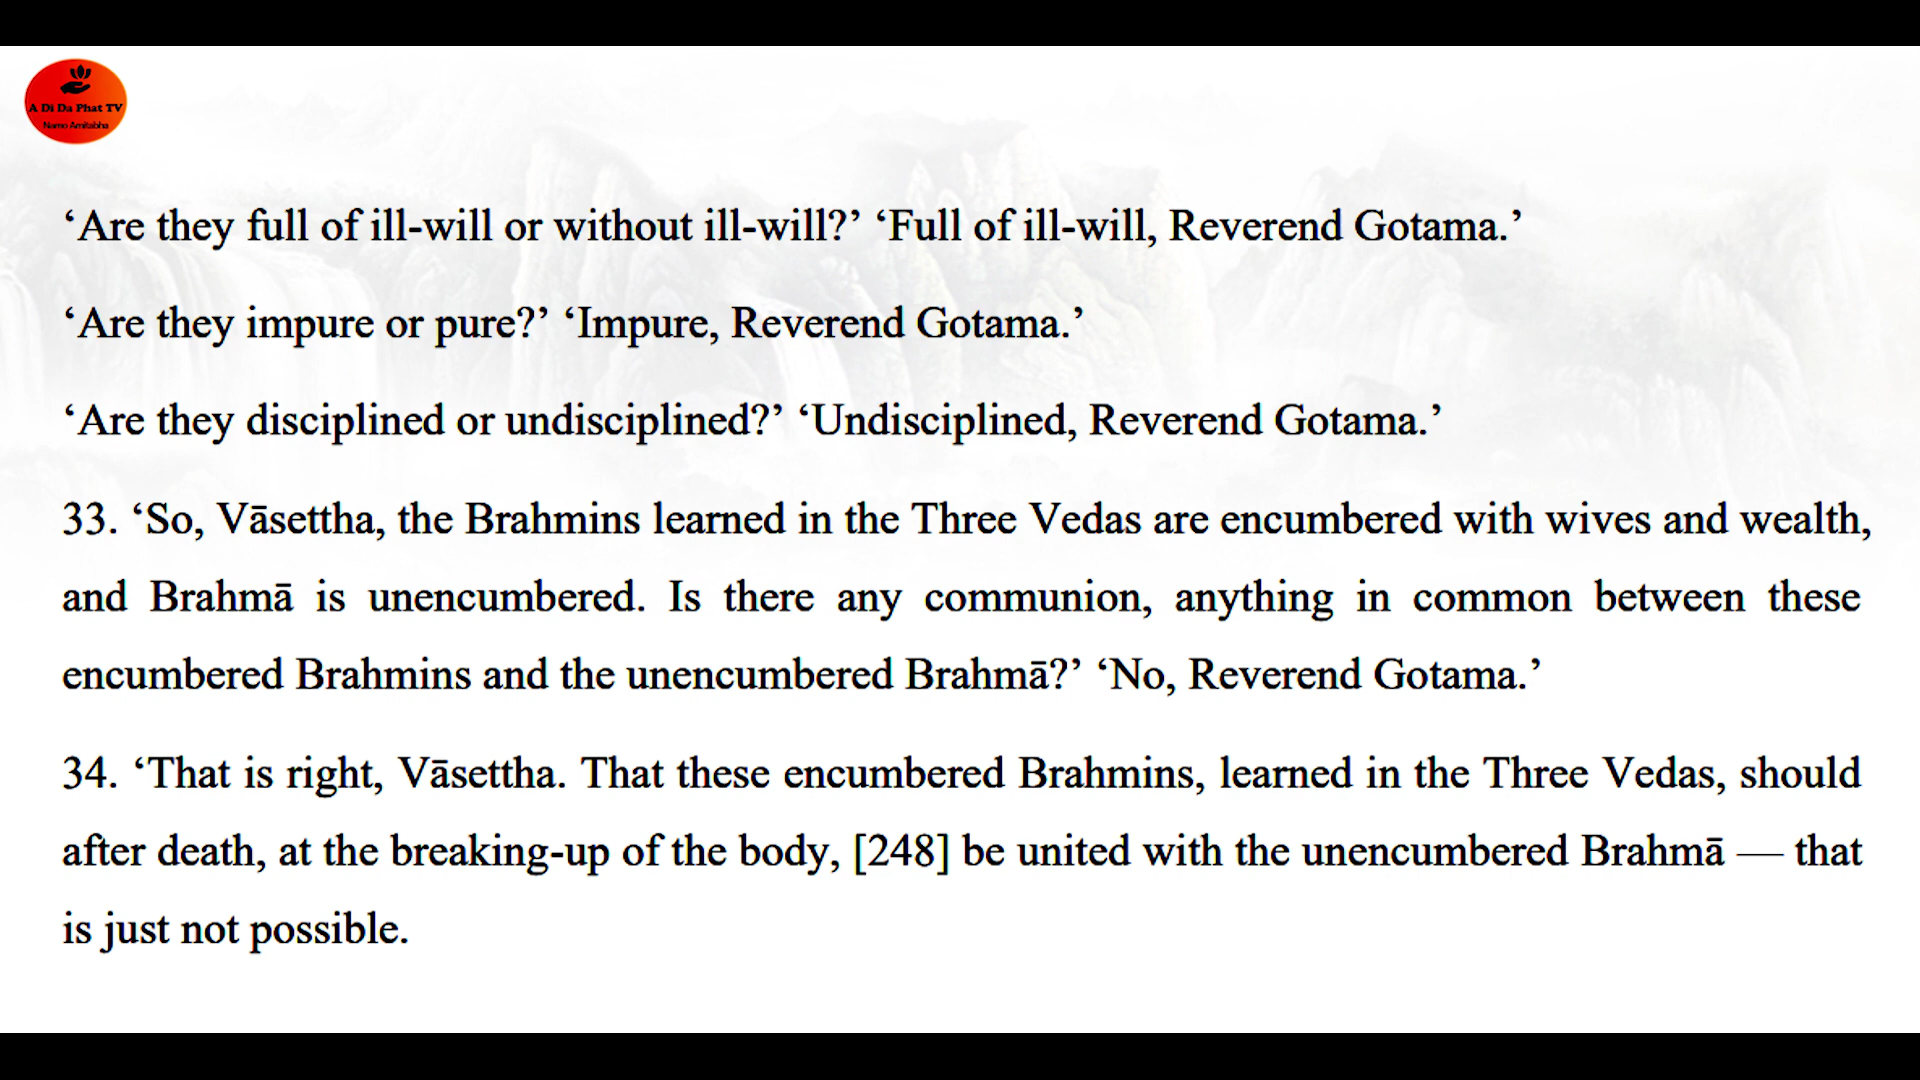 A Di Da Phat TV
Namo Amitabha
‘Are they full of ill-will or without ill-will?’ ‘Full of ill-will, Reverend Gotama.’
‘Are they impure or pure?’ ‘Impure, Reverend Gotama.’
‘Are they disciplined or undisciplined?’ ‘Undisciplined, Reverend Gotama.’
33. ‘So, Vāsettha, the Brahmins learned in the Three Vedas are encumbered with wives and wealth,
and Brahmā is unencumbered. Is there any communion, anything in common between these
encumbered Brahmins and the unencumbered Brahmā?’ ‘No, Reverend Gotama.’
34. ‘That is right, Vāsettha. That these encumbered Brahmins, learned in the Three Vedas, should
after death, at the breaking-up of the body, [248] be united with the unencumbered Brahmā — that
is just not possible.